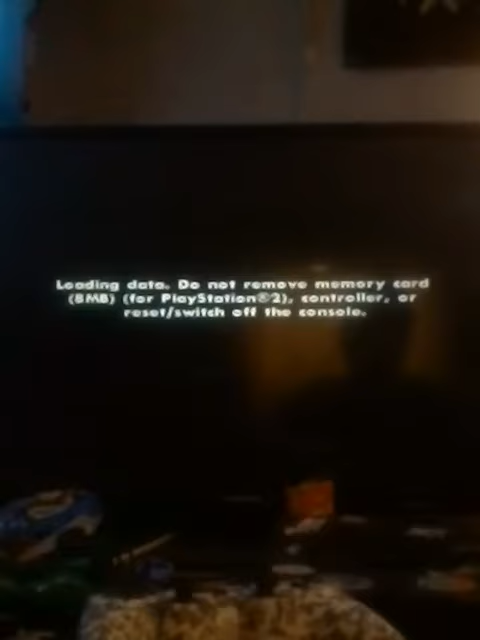 Loading data. Do not remove memory card
(8MB) (for PlayStation®2), controller, or
reset/switch off the console.